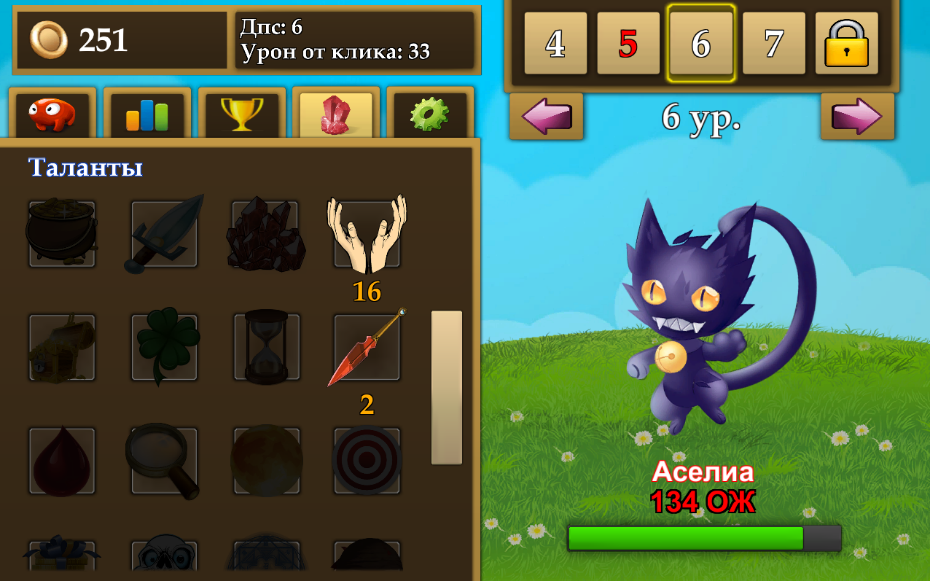 251
Дпс: 6
Урон от клика: 33
4 5 6 7
6 ур.
Таланты
16
2
Аселиа
134 ОЖ